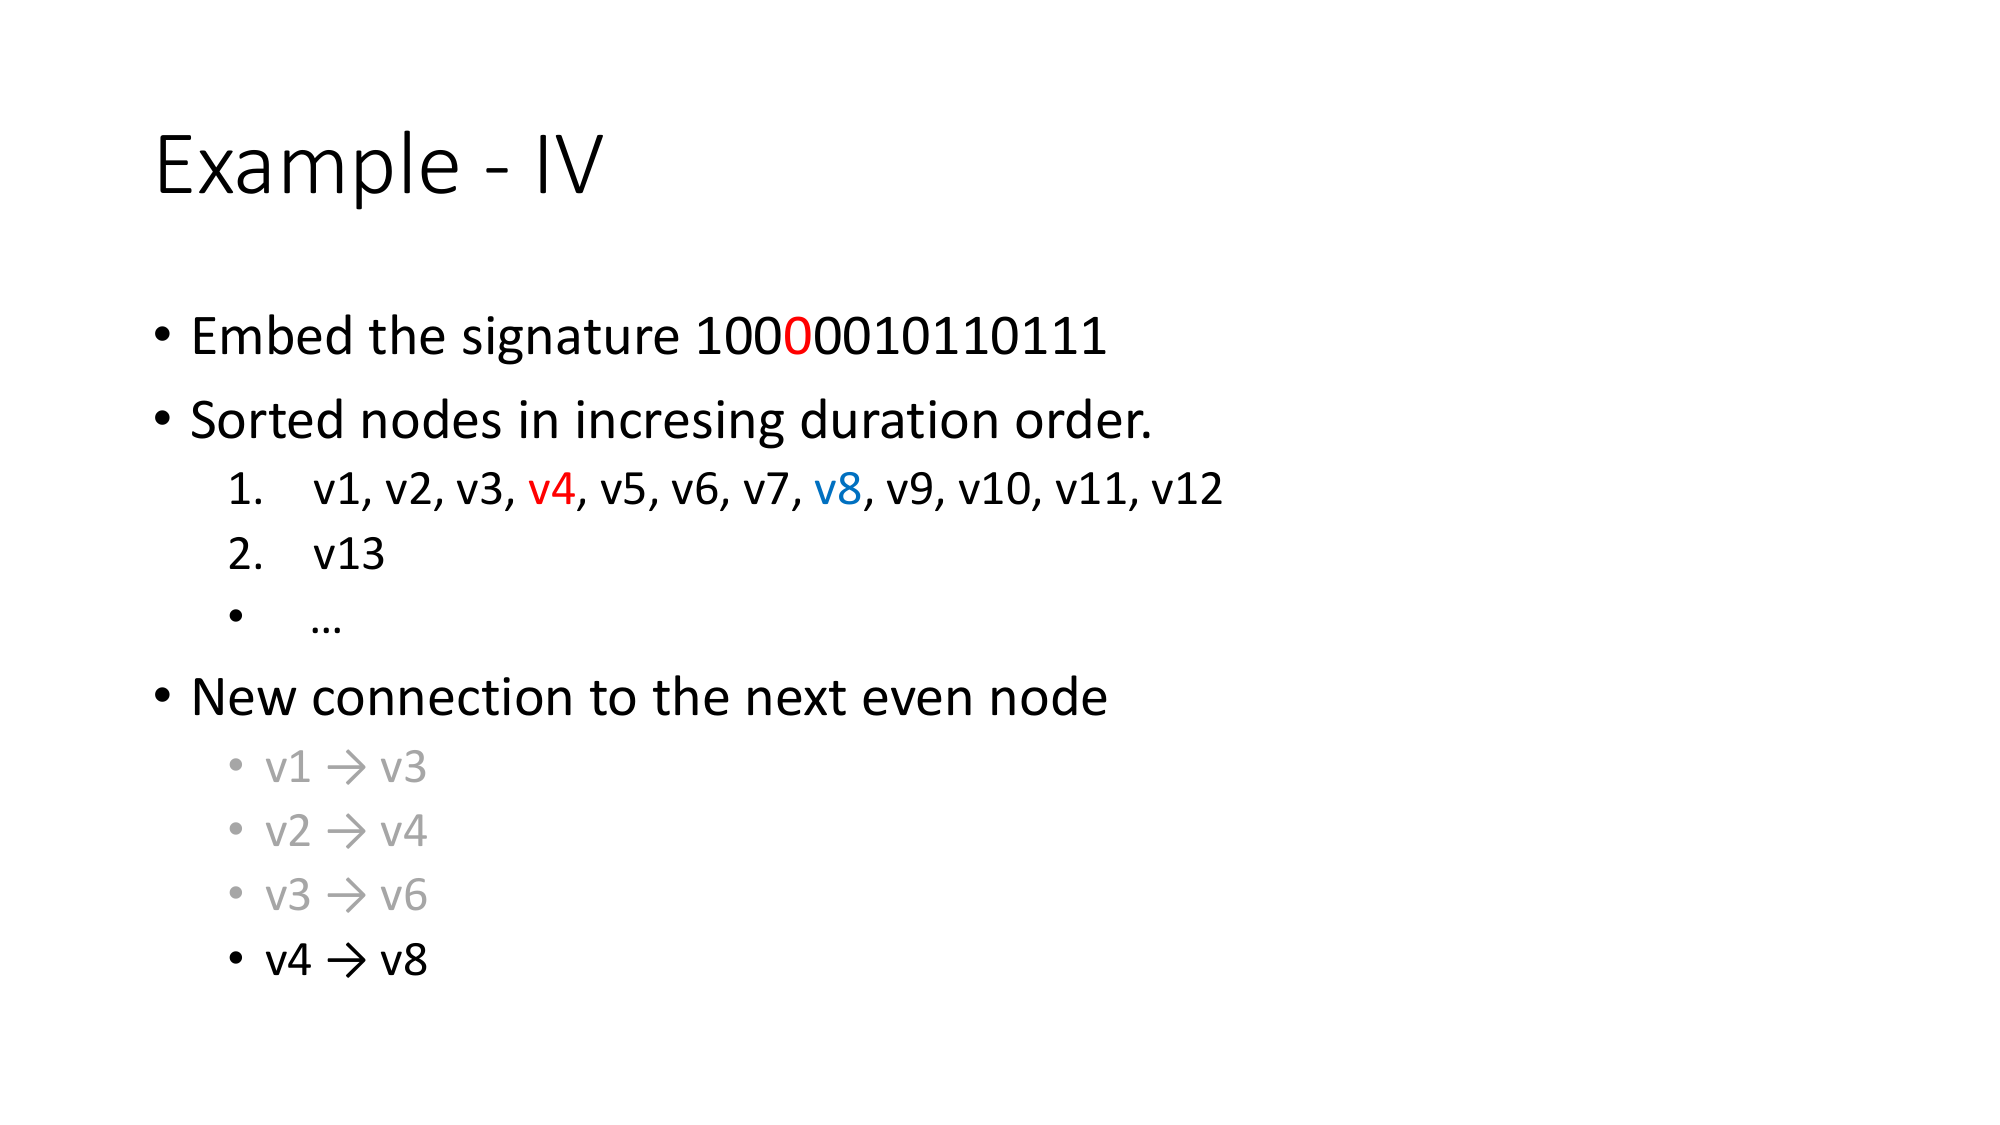 Example - IV
• Embed the signature 10000010110111
• Sorted nodes in incresing duration order.
1. v1, v2, v3, v4, v5, v6, v7, v8, v9, v10, v11, v12
2. v13
• ...
• New connection to the next even node
• v1 → v3
• v2 → v4
• v3 → v6
• v4 → v8